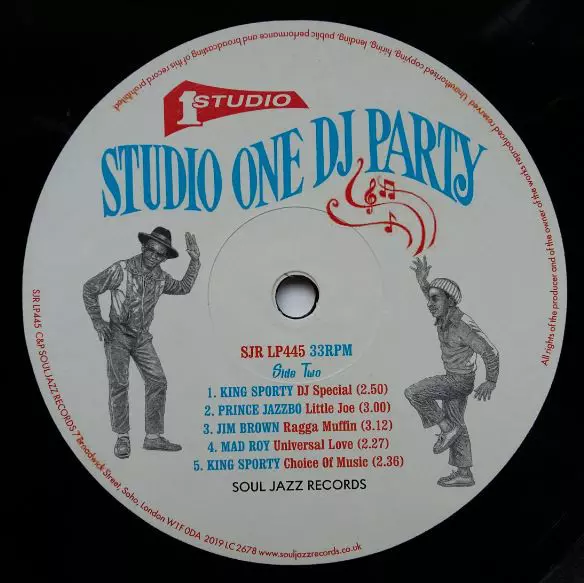 All rights of the producer and of the owner of the works reproduced reserved. Unauthorised copying, hiring, lending, public performance and broadcasting of this record prohibited
1 STUDIO
STUDIO ONE DJ PARTY
SJR LP445 33RPM
Side Two
1. KING SPORTY DJ Special (2.50)
2. PRINCE JAZZBO Little Joe (3.00)
3. JIM BROWN Ragga Muffin (3.12)
4. MAD ROY Universal Love (2.27)
5. KING SPORTY Choice Of Music (2.36)
SOUL JAZZ RECORDS
SJR LP445 C&P SOUL JAZZ RECORDS 7 Broadwick Street, Soho, London W1F 0DA 2019 LC 2678 www.souljazzrecords.co.uk